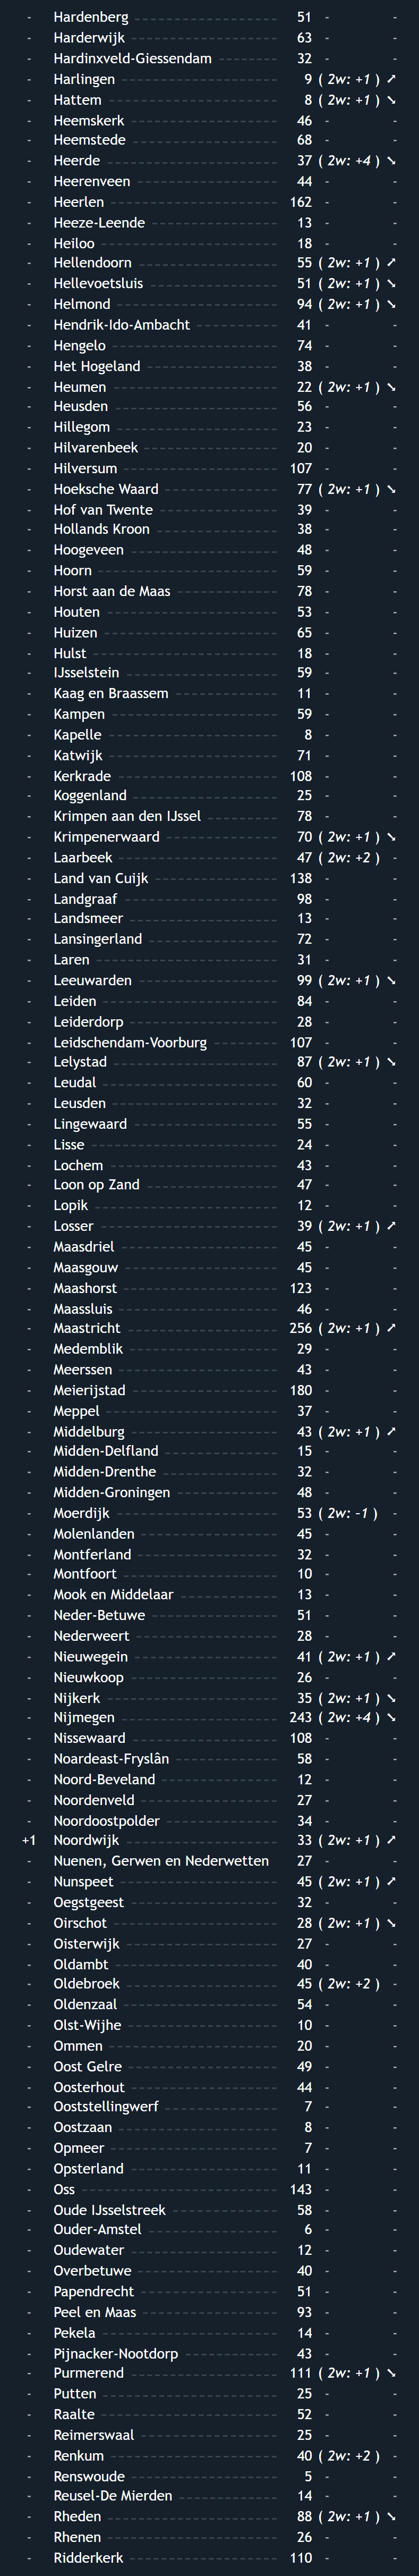 - Hardenberg 51 - -
- Harderwijk 63 - -
- Hardinxveld-Giessendam 32 - -
- Harlingen 9 ( 2w: +1 ) ➚
- Hattem 8 ( 2w: +1 ) ➘
- Heemskerk 46 - -
- Heemstede 68 - -
- Heerde 37 ( 2w: +4 ) ➘
- Heerenveen 44 - -
- Heerlen 162 - -
- Heeze-Leende 13 - -
- Heiloo 18 - -
- Hellendoorn 55 ( 2w: +1 ) ➚
- Hellevoetsluis 51 ( 2w: +1 ) ➘
- Helmond 94 ( 2w: +1 ) ➘
- Hendrik-Ido-Ambacht 41 - -
- Hengelo 74 - -
- Het Hogeland 38 - -
- Heumen 22 ( 2w: +1 ) ➘
- Heusden 56 - -
- Hillegom 23 - -
- Hilvarenbeek 20 - -
- Hilversum 107 - -
- Hoeksche Waard 77 ( 2w: +1 ) ➘
- Hof van Twente 39 - -
- Hollands Kroon 38 - -
- Hoogeveen 48 - -
- Hoorn 59 - -
- Horst aan de Maas 78 - -
- Houten 53 - -
- Huizen 65 - -
- Hulst 18 - -
- IJsselstein 59 - -
- Kaag en Braassem 11 - -
- Kampen 59 - -
- Kapelle 8 - -
- Katwijk 71 - -
- Kerkrade 108 - -
- Koggenland 25 - -
- Krimpen aan den IJssel 78 - -
- Krimpenerwaard 70 ( 2w: +1 ) ➘
- Laarbeek 47 ( 2w: +2 ) -
- Land van Cuijk 138 - -
- Landgraaf 98 - -
- Landsmeer 13 - -
- Lansingerland 72 - -
- Laren 31 - -
- Leeuwarden 99 ( 2w: +1 ) ➘
- Leiden 84 - -
- Leiderdorp 28 - -
- Leidschendam-Voorburg 107 - -
- Lelystad 87 ( 2w: +1 ) ➘
- Leudal 60 - -
- Leusden 32 - -
- Lingewaard 55 - -
- Lisse 24 - -
- Lochem 43 - -
- Loon op Zand 47 - -
- Lopik 12 - -
- Losser 39 ( 2w: +1 ) ➚
- Maasdriel 45 - -
- Maasgouw 45 - -
- Maashorst 123 - -
- Maassluis 46 - -
- Maastricht 256 ( 2w: +1 ) ➚
- Medemblik 29 - -
- Meerssen 43 - -
- Meierijstad 180 - -
- Meppel 37 - -
- Middelburg 43 ( 2w: +1 ) ➚
- Midden-Delfland 15 - -
- Midden-Drenthe 32 - -
- Midden-Groningen 48 - -
- Moerdijk 53 ( 2w: -1 ) -
- Molenlanden 45 - -
- Montferland 32 - -
- Montfoort 10 - -
- Mook en Middelaar 13 - -
- Neder-Betuwe 51 - -
- Nederweert 28 - -
- Nieuwegein 41 ( 2w: +1 ) ➚
- Nieuwkoop 26 - -
- Nijkerk 35 ( 2w: +1 ) ➘
- Nijmegen 243 ( 2w: +4 ) ➘
- Nissewaard 108 - -
- Noardeast-Fryslân 58 - -
- Noord-Beveland 12 - -
- Noordenveld 27 - -
- Noordoostpolder 34 - -
+1 Noordwijk 33 ( 2w: +1 ) ➚
- Nuenen, Gerwen en Nederwetten 27 - -
- Nunspeet 45 ( 2w: +1 ) ➚
- Oegstgeest 32 - -
- Oirschot 28 ( 2w: +1 ) ➘
- Oisterwijk 27 - -
- Oldambt 40 - -
- Oldebroek 45 ( 2w: +2 ) -
- Oldenzaal 54 - -
- Olst-Wijhe 10 - -
- Ommen 20 - -
- Oost Gelre 49 - -
- Oosterhout 44 - -
- Ooststellingwerf 7 - -
- Oostzaan 8 - -
- Opmeer 7 - -
- Opsterland 11 - -
- Oss 143 - -
- Oude IJsselstreek 58 - -
- Ouder-Amstel 6 - -
- Oudewater 12 - -
- Overbetuwe 40 - -
- Papendrecht 51 - -
- Peel en Maas 93 - -
- Pekela 14 - -
- Pijnacker-Nootdorp 43 - -
- Purmerend 111 ( 2w: +1 ) ➘
- Putten 25 - -
- Raalte 52 - -
- Reimerswaal 25 - -
- Renkum 40 ( 2w: +2 ) -
- Renswoude 5 - -
- Reusel-De Mierden 14 - -
- Rheden 88 ( 2w: +1 ) ➘
- Rhenen 26 - -
- Ridderkerk 110 - -